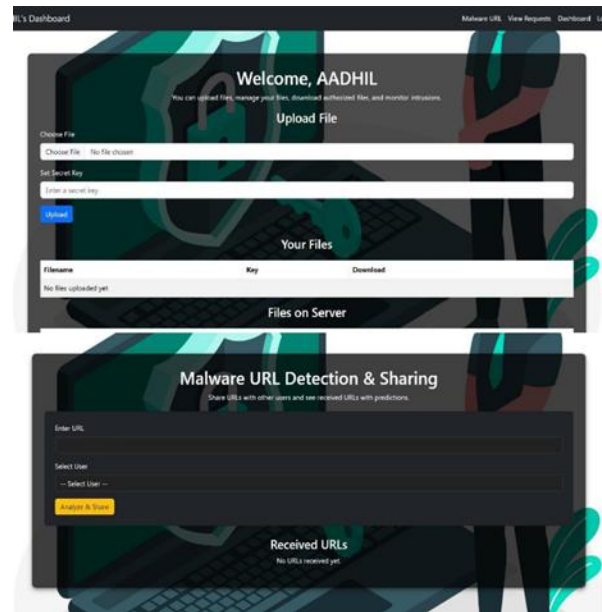 IL's Dashboard
Malware URL View Requests Dashboard Lo
Welcome, AADHIL
You can upload files, manage your files, download authorized files, and monitor intrusions.
Upload File
Choose File
Choose File No file chosen
Set Secret Key
Enter a secret key
Upload
Your Files
Filename Key Download
No files uploaded yet
Files on Server
Malware URL Detection & Sharing
Share URLs with other users and see received URLs with predictions.
Enter URL
Select User
-- Select User --
Analyze & Share
Received URLs
No URLs received yet.